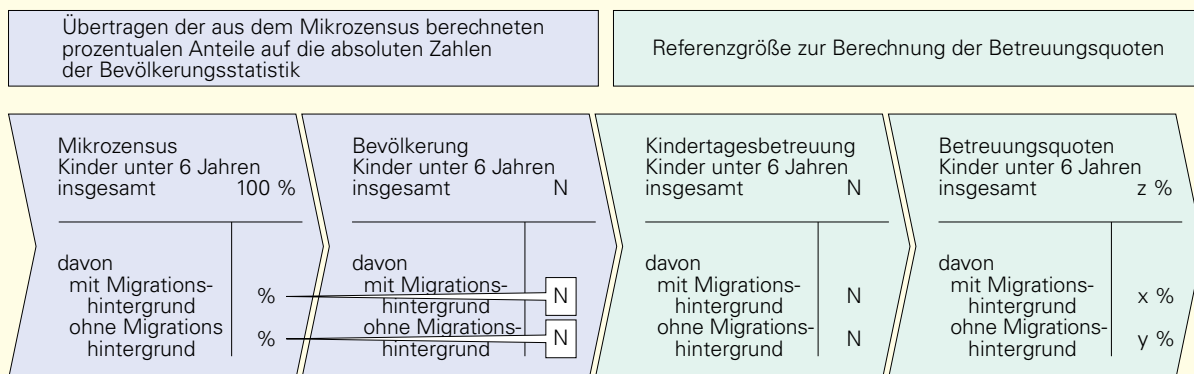 Übertragen der aus dem Mikrozensus berechneten
prozentualen Anteile auf die absoluten Zahlen
der Bevölkerungsstatistik
Referenzgröße zur Berechnung der Betreuungsquoten
Mikrozensus
Kinder unter 6 Jahren
insgesamt 100 %
davon
mit Migrations-
hintergrund %
ohne Migrations
hintergrund %
Bevölkerung
Kinder unter 6 Jahren
insgesamt N
davon
mit Migrations-
hintergrund N
ohne Migrations-
hintergrund N
Kindertagesbetreuung
Kinder unter 6 Jahren
insgesamt N
davon
mit Migrations-
hintergrund N
ohne Migrations-
hintergrund N
Betreuungsquoten
Kinder unter 6 Jahren
insgesamt z %
davon
mit Migrations-
hintergrund x %
ohne Migrations-
hintergrund y %